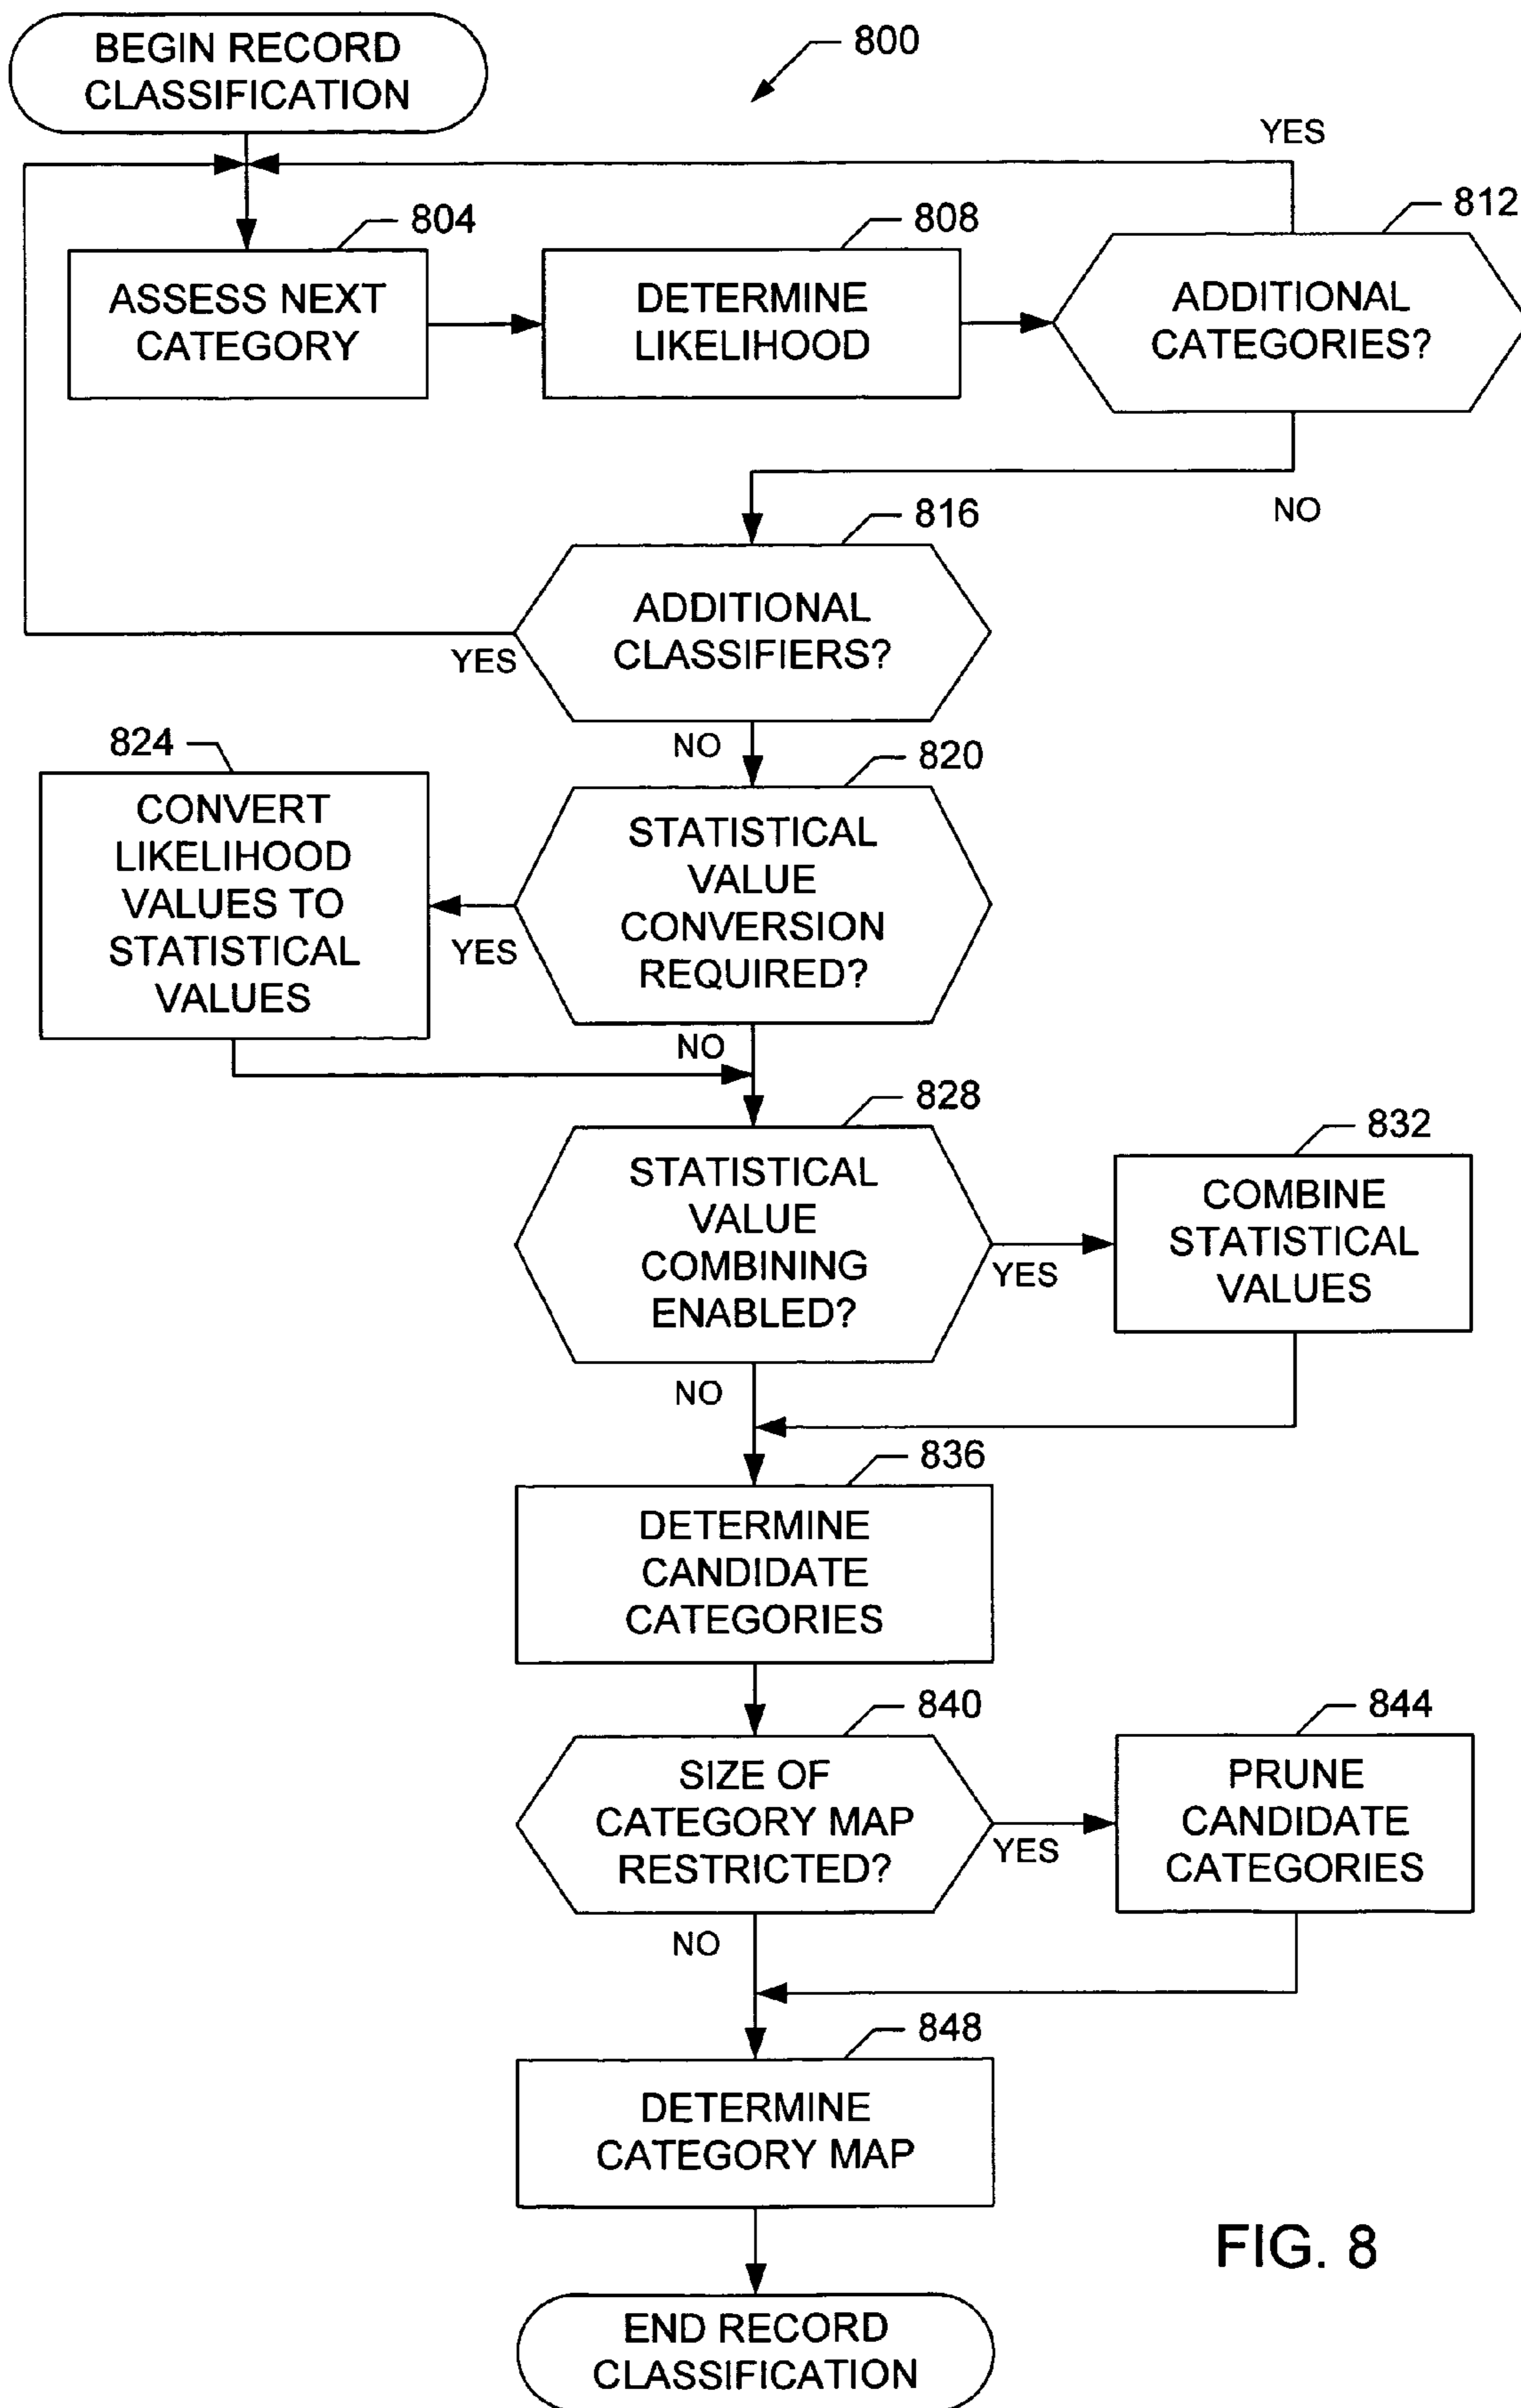 BEGIN RECORD
CLASSIFICATION
800
YES
804
808
812
ASSESS NEXT
CATEGORY
DETERMINE
LIKELIHOOD
ADDITIONAL
CATEGORIES?
NO
816
ADDITIONAL
CLASSIFIERS?
YES
NO
820
824
CONVERT
LIKELIHOOD
VALUES TO
STATISTICAL
VALUES
STATISTICAL
VALUE
CONVERSION
REQUIRED?
YES
NO
828
STATISTICAL
VALUE
COMBINING
ENABLED?
YES
832
COMBINE
STATISTICAL
VALUES
NO
836
DETERMINE
CANDIDATE
CATEGORIES
840
SIZE OF
CATEGORY MAP
RESTRICTED?
YES
844
PRUNE
CANDIDATE
CATEGORIES
NO
848
DETERMINE
CATEGORY MAP
FIG. 8
END RECORD
CLASSIFICATION